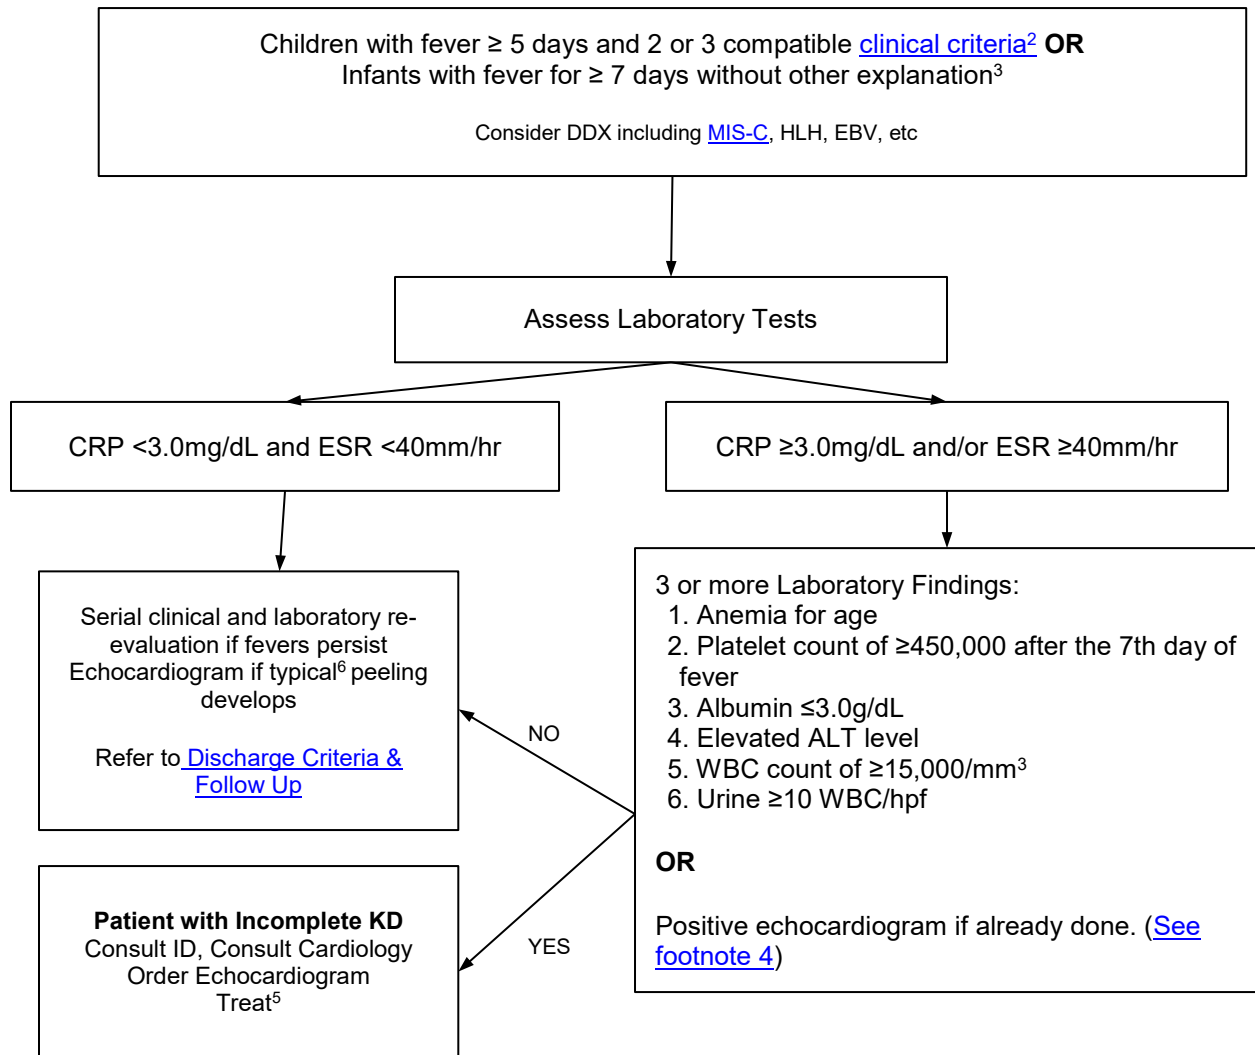 Children with fever ≥ 5 days and 2 or 3 compatible clinical criteria² OR
Infants with fever for ≥ 7 days without other explanation³
Consider DDX including MIS-C, HLH, EBV, etc
Assess Laboratory Tests
CRP <3.0mg/dL and ESR <40mm/hr
CRP ≥3.0mg/dL and/or ESR ≥40mm/hr
Serial clinical and laboratory re-
evaluation if fevers persist
Echocardiogram if typical⁶ peeling
develops
Refer to Discharge Criteria &
Follow Up
NO
3 or more Laboratory Findings:
1. Anemia for age
2. Platelet count of ≥450,000 after the 7th day of
fever
3. Albumin ≤3.0g/dL
4. Elevated ALT level
5. WBC count of ≥15,000/mm³
6. Urine ≥10 WBC/hpf
OR
Positive echocardiogram if already done. (See
footnote 4)
YES
Patient with Incomplete KD
Consult ID, Consult Cardiology
Order Echocardiogram
Treat⁵